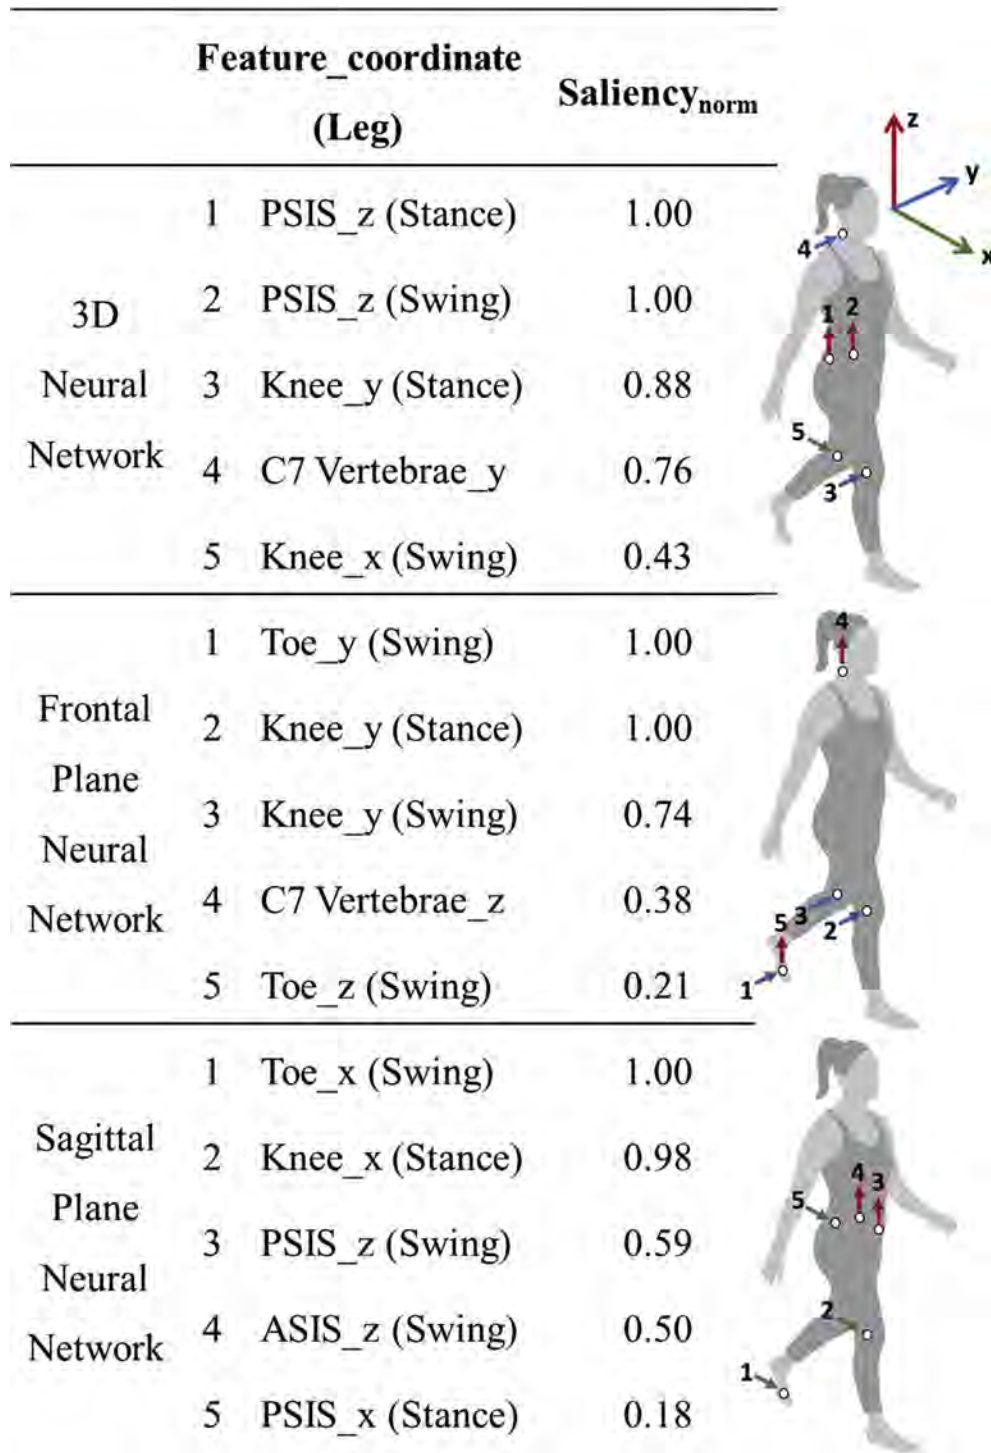 Feature_coordinate
(Leg)
Saliencynorm
3D
Neural
Network
1 PSIS_z (Stance) 1.00
2 PSIS_z (Swing) 1.00
3 Knee_y (Stance) 0.88
4 C7 Vertebrae_y 0.76
5 Knee_x (Swing) 0.43
z
y
x
4
1 2
5
3
Frontal
Plane
Neural
Network
1 Toe_y (Swing) 1.00
2 Knee_y (Stance) 1.00
3 Knee_y (Swing) 0.74
4 C7 Vertebrae_z 0.38
5 Toe_z (Swing) 0.21
4
5 3
2
1
Sagittal
Plane
Neural
Network
1 Toe_x (Swing) 1.00
2 Knee_x (Stance) 0.98
3 PSIS_z (Swing) 0.59
4 ASIS_z (Swing) 0.50
5 PSIS_x (Stance) 0.18
4 3
5
2
1